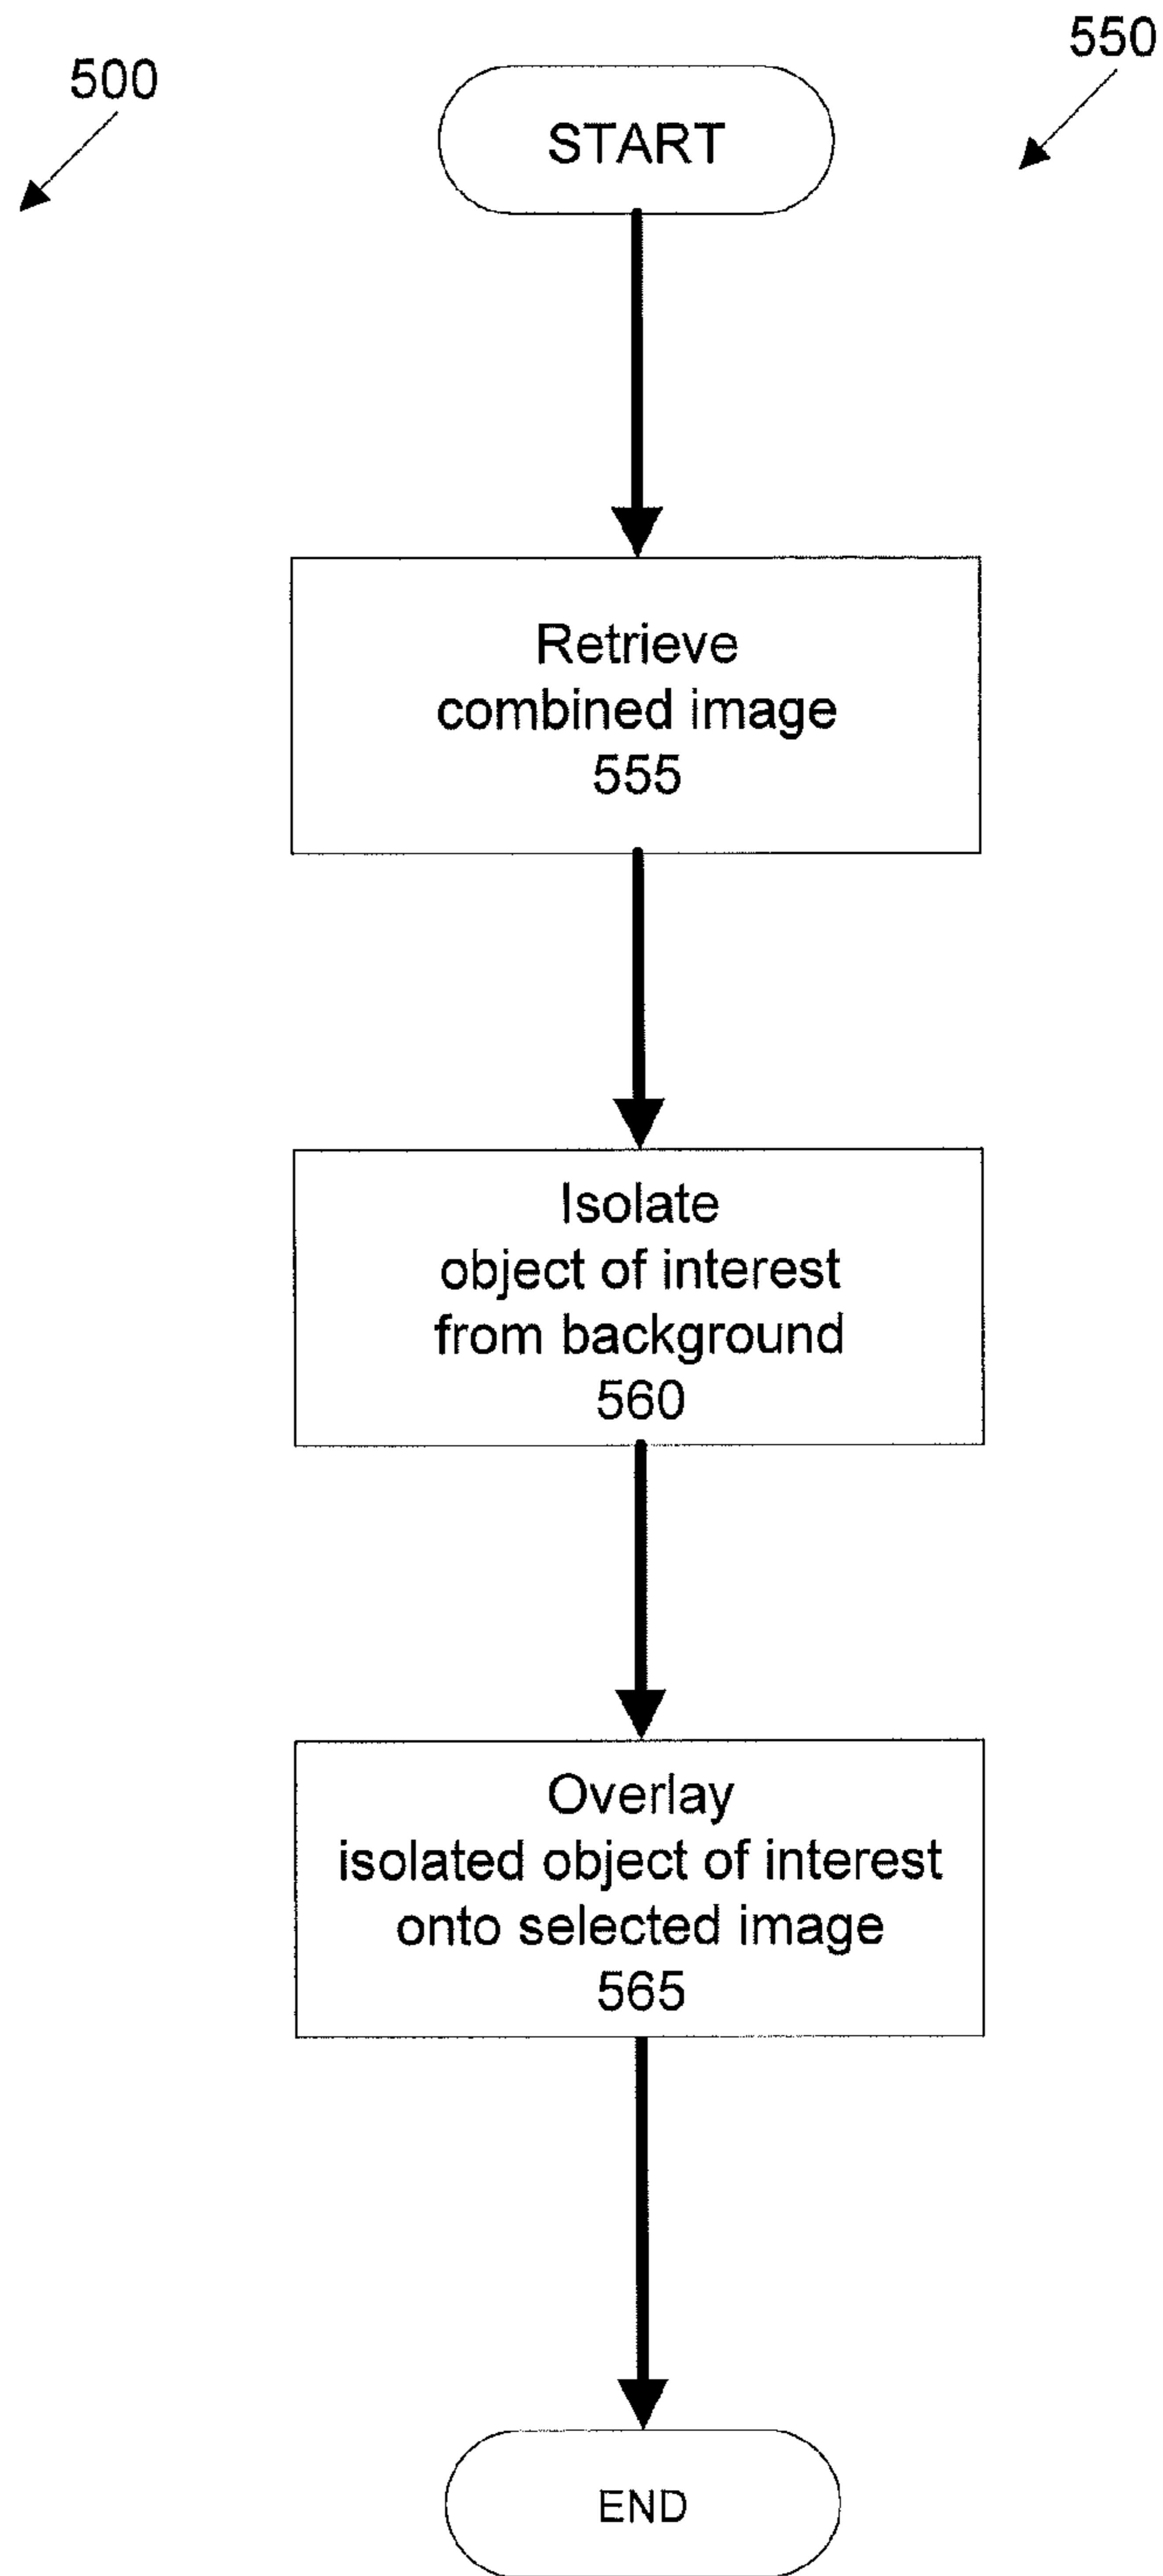 500
550
START
Retrieve
combined image
555
Isolate
object of interest
from background
560
Overlay
isolated object of interest
onto selected image
565
END